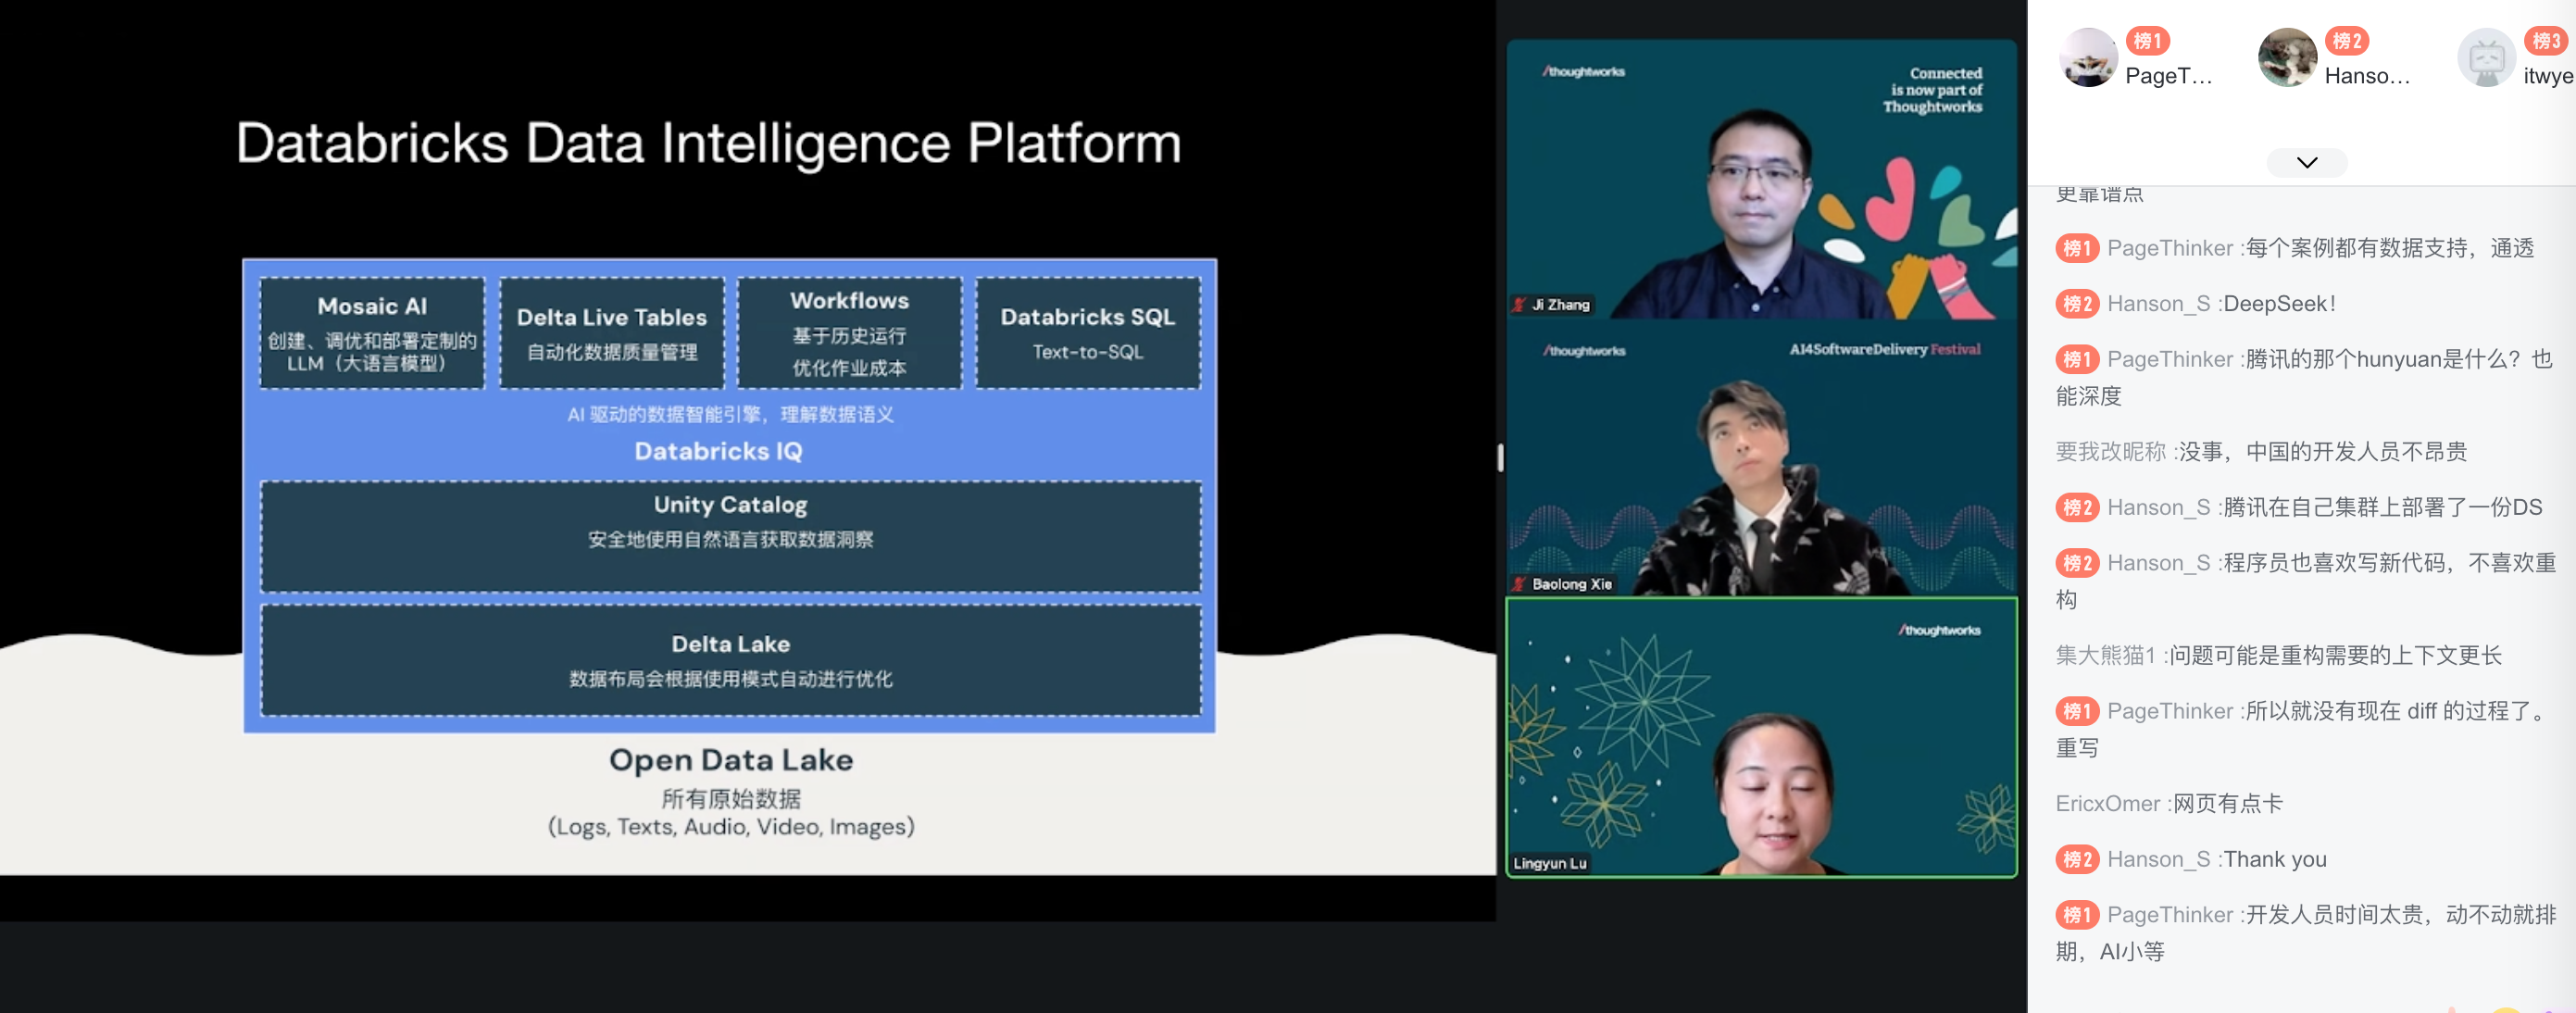 Databricks Data Intelligence Platform
Mosaic AI
创建、调优和部署定制的
LLM（大语言模型）
Delta Live Tables
自动化数据质量管理
Workflows
基于历史运行
优化作业成本
Databricks SQL
Text-to-SQL
AI 驱动的数据智能引擎，理解数据语义
Databricks IQ
Unity Catalog
安全地使用自然语言获取数据洞察
Delta Lake
数据布局会根据使用模式自动进行优化
Open Data Lake
所有原始数据
(Logs, Texts, Audio, Video, Images)
/thoughtworks
Connected
is now part of
Thoughtworks
Ji Zhang
/thoughtworks
AI4SoftwareDelivery Festival
Baolong Xie
/thoughtworks
Lingyun Lu
榜1
PageT...
榜2
Hanso...
榜3
itwye
更靠谱点
榜1 PageThinker :每个案例都有数据支持，通透
榜2 Hanson_S :DeepSeek！
榜1 PageThinker :腾讯的那个hunyuan是什么？也
能深度
要我改昵称 :没事，中国的开发人员不昂贵
榜2 Hanson_S :腾讯在自己集群上部署了一份DS
榜2 Hanson_S :程序员也喜欢写新代码，不喜欢重
构
集大熊猫1 :问题可能是重构需要的上下文更长
榜1 PageThinker :所以就没有现在 diff 的过程了。
重写
EricxOmer :网页有点卡
榜2 Hanson_S :Thank you
榜1 PageThinker :开发人员时间太贵，动不动就排
期，AI小等